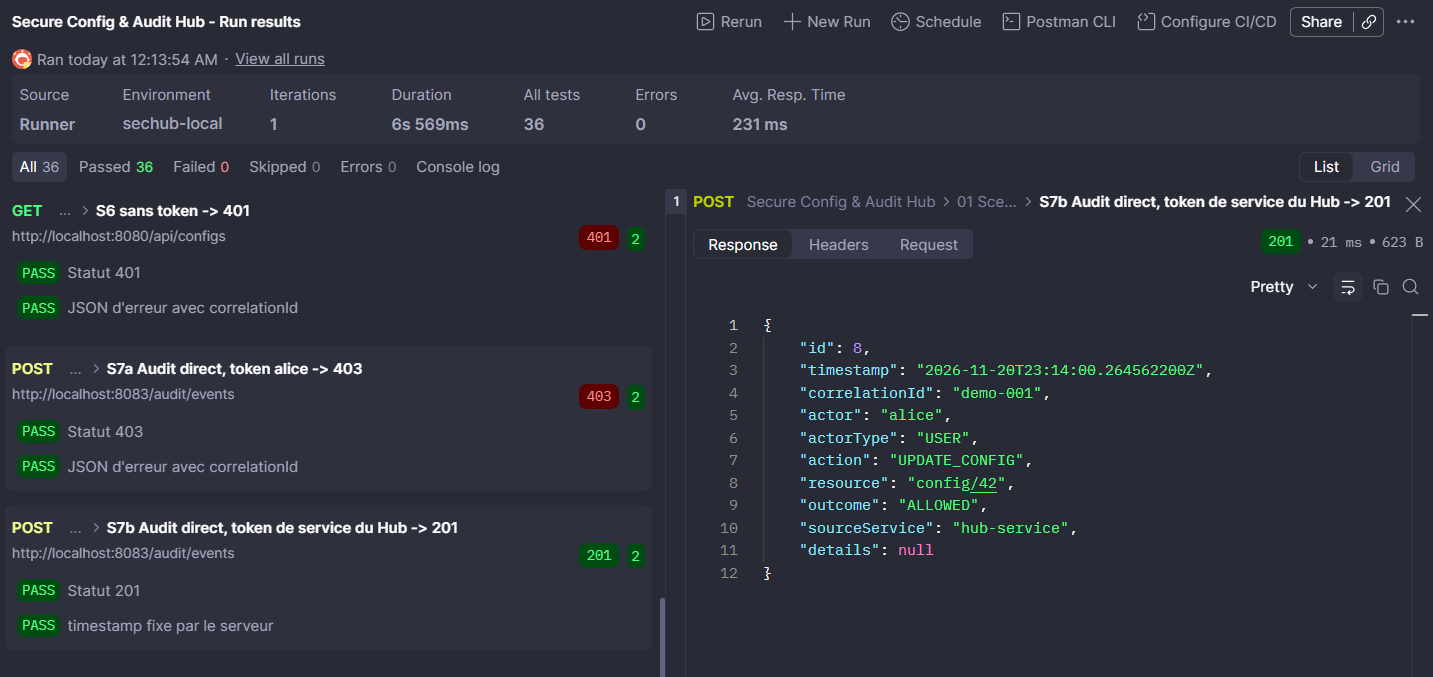 Secure Config & Audit Hub - Run results
Rerun New Run Schedule Postman CLI Configure CI/CD Share
Ran today at 12:13:54 AM · View all runs
Source Environment Iterations Duration All tests Errors Avg. Resp. Time
Runner sechub-local 1 6s 569ms 36 0 231 ms
All 36 Passed 36 Failed 0 Skipped 0 Errors 0 Console log List Grid
GET ... > S6 sans token -> 401
http://localhost:8080/api/configs
401 2
PASS Statut 401
PASS JSON d'erreur avec correlationId
POST ... > S7a Audit direct, token alice -> 403
http://localhost:8083/audit/events
403 2
PASS Statut 403
PASS JSON d'erreur avec correlationId
POST ... > S7b Audit direct, token de service du Hub -> 201
http://localhost:8083/audit/events
201 2
PASS Statut 201
PASS timestamp fixe par le serveur
1 POST Secure Config & Audit Hub > 01 Sce... > S7b Audit direct, token de service du Hub -> 201
Response Headers Request 201 • 21 ms • 623 B
Pretty
1 {
2 "id": 8,
3 "timestamp": "2026-11-20T23:14:00.264562200Z",
4 "correlationId": "demo-001",
5 "actor": "alice",
6 "actorType": "USER",
7 "action": "UPDATE_CONFIG",
8 "resource": "config/42",
9 "outcome": "ALLOWED",
10 "sourceService": "hub-service",
11 "details": null
12 }